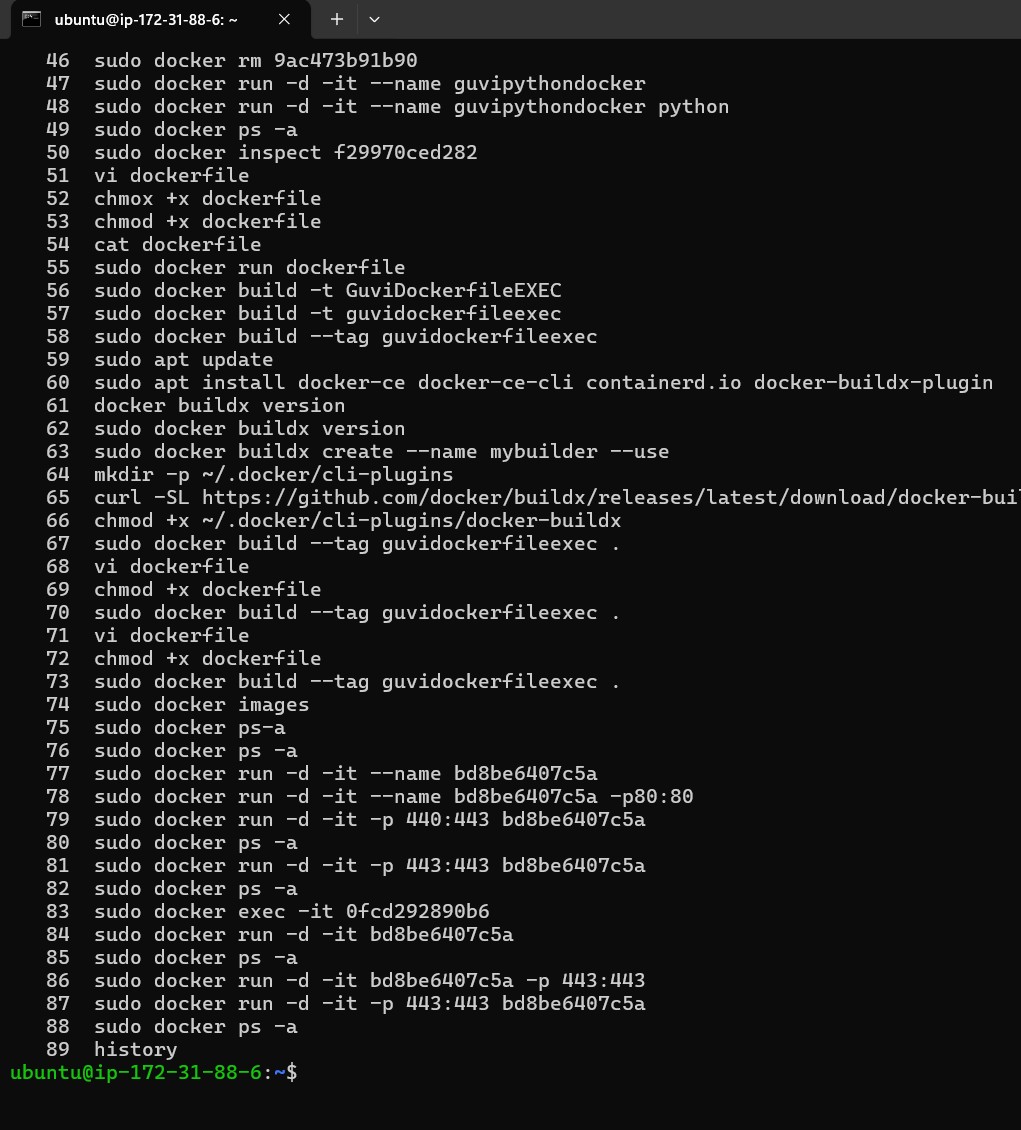 ubuntu@ip-172-31-88-6: ~
46 sudo docker rm 9ac473b91b90
47 sudo docker run -d -it --name guvipythondocker
48 sudo docker run -d -it --name guvipythondocker python
49 sudo docker ps -a
50 sudo docker inspect f29970ced282
51 vi dockerfile
52 chmox +x dockerfile
53 chmod +x dockerfile
54 cat dockerfile
55 sudo docker run dockerfile
56 sudo docker build -t GuviDockerfileEXEC
57 sudo docker build -t guvidockerfileexec
58 sudo docker build --tag guvidockerfileexec
59 sudo apt update
60 sudo apt install docker-ce docker-ce-cli containerd.io docker-buildx-plugin
61 docker buildx version
62 sudo docker buildx version
63 sudo docker buildx create --name mybuilder --use
64 mkdir -p ~/.docker/cli-plugins
65 curl -SL https://github.com/docker/buildx/releases/latest/download/docker-buil
66 chmod +x ~/.docker/cli-plugins/docker-buildx
67 sudo docker build --tag guvidockerfileexec .
68 vi dockerfile
69 chmod +x dockerfile
70 sudo docker build --tag guvidockerfileexec .
71 vi dockerfile
72 chmod +x dockerfile
73 sudo docker build --tag guvidockerfileexec .
74 sudo docker images
75 sudo docker ps-a
76 sudo docker ps -a
77 sudo docker run -d -it --name bd8be6407c5a
78 sudo docker run -d -it --name bd8be6407c5a -p80:80
79 sudo docker run -d -it -p 440:443 bd8be6407c5a
80 sudo docker ps -a
81 sudo docker run -d -it -p 443:443 bd8be6407c5a
82 sudo docker ps -a
83 sudo docker exec -it 0fcd292890b6
84 sudo docker run -d -it bd8be6407c5a
85 sudo docker ps -a
86 sudo docker run -d -it bd8be6407c5a -p 443:443
87 sudo docker run -d -it -p 443:443 bd8be6407c5a
88 sudo docker ps -a
89 history
ubuntu@ip-172-31-88-6:~$